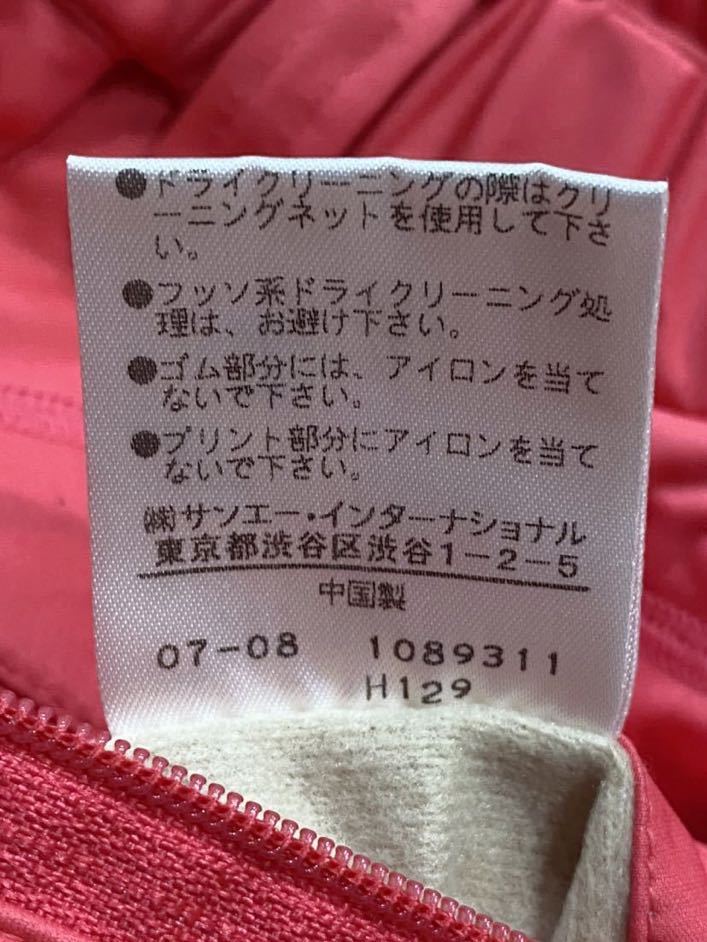 ●ドライクリーニングの際はクリ
ーニングネットを使用して下さ
い。
●フッソ系ドライクリーニング処
理は、お避け下さい。
●ゴム部分には、アイロンを当て
ないで下さい。
●プリント部分にアイロンを当て
ないで下さい。
㈱サンエー・インターナショナル
東京都渋谷区渋谷1-2-5
中国製
07-08 1089311
H129